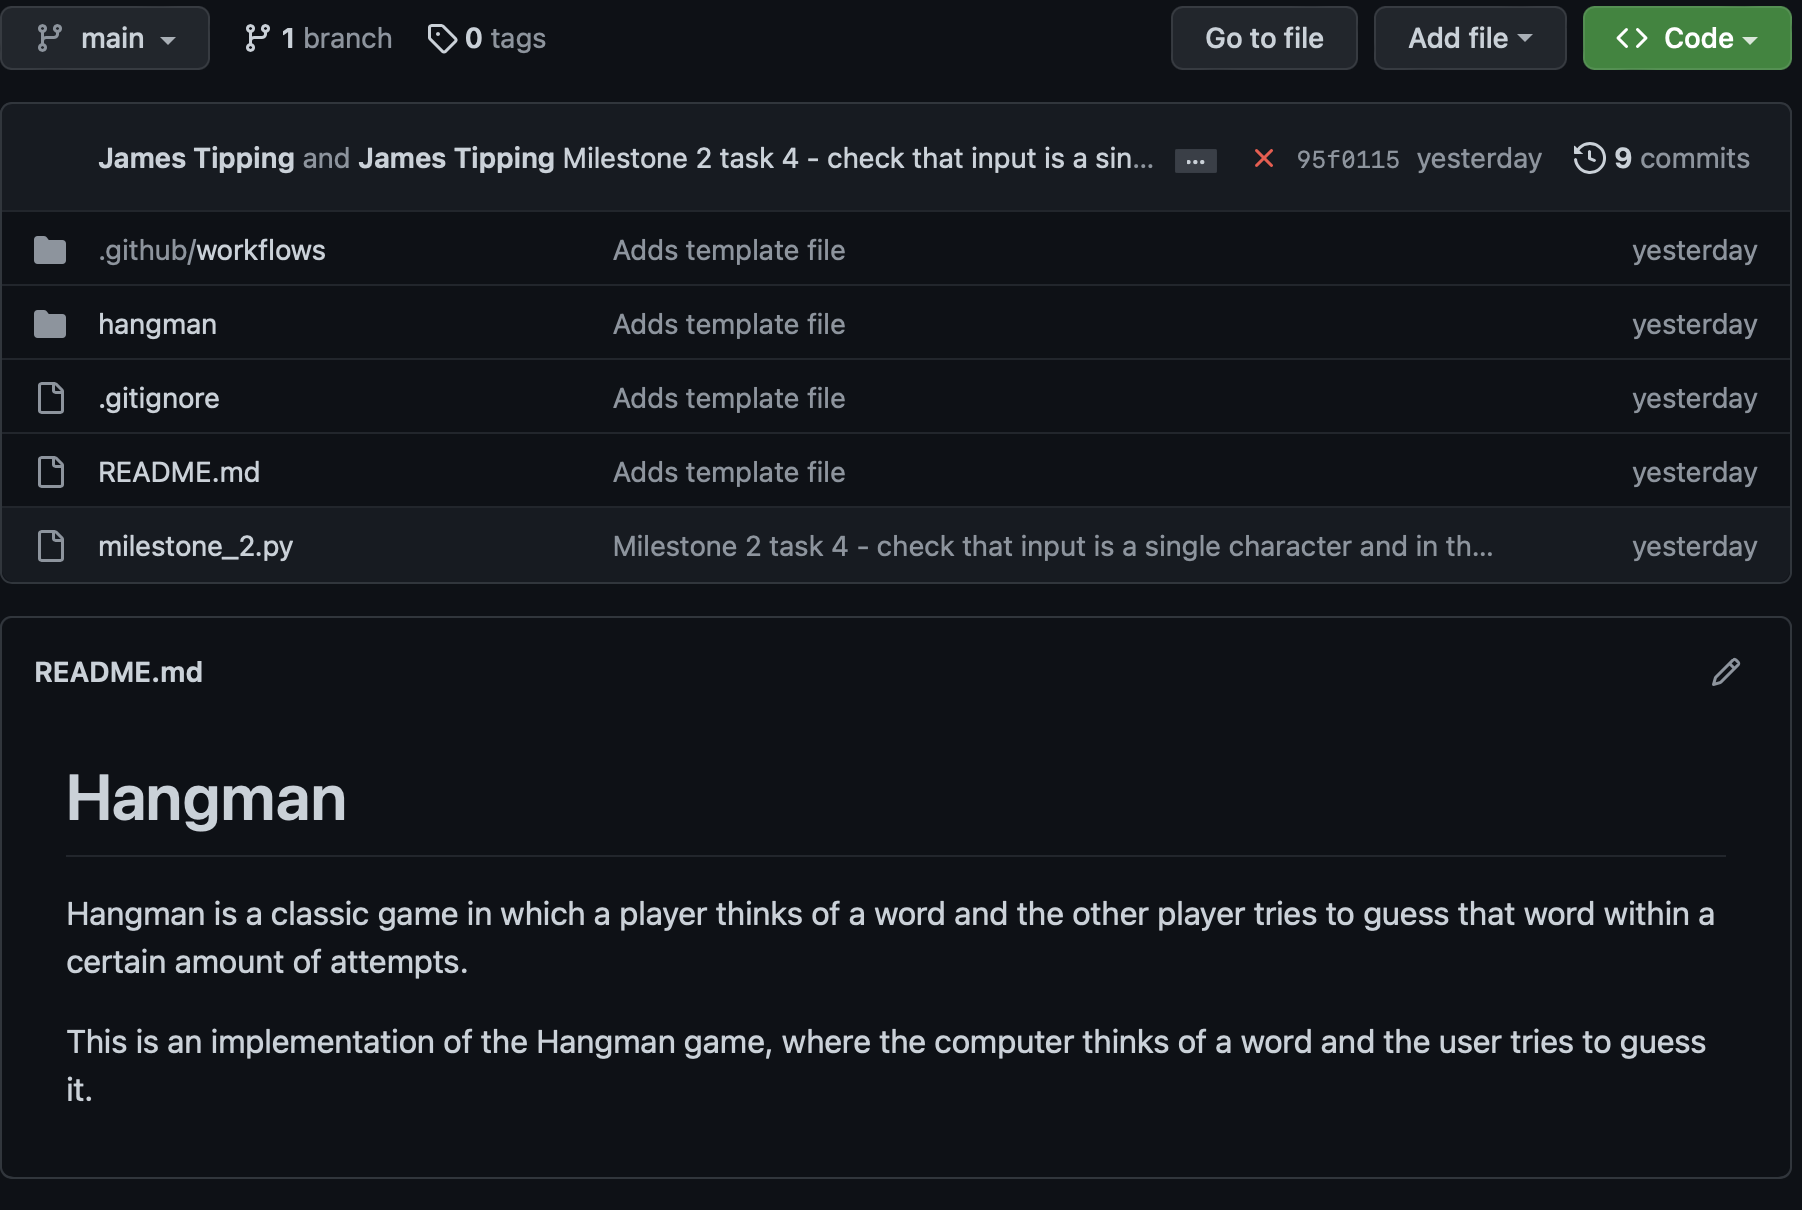 main 1 branch 0 tags Go to file Add file Code
James Tipping and James Tipping Milestone 2 task 4 - check that input is a sin... ... 95f0115 yesterday 9 commits
.github/workflows Adds template file yesterday
hangman Adds template file yesterday
.gitignore Adds template file yesterday
README.md Adds template file yesterday
milestone_2.py Milestone 2 task 4 - check that input is a single character and in th... yesterday
README.md
Hangman
Hangman is a classic game in which a player thinks of a word and the other player tries to guess that word within a
certain amount of attempts.
This is an implementation of the Hangman game, where the computer thinks of a word and the user tries to guess
it.